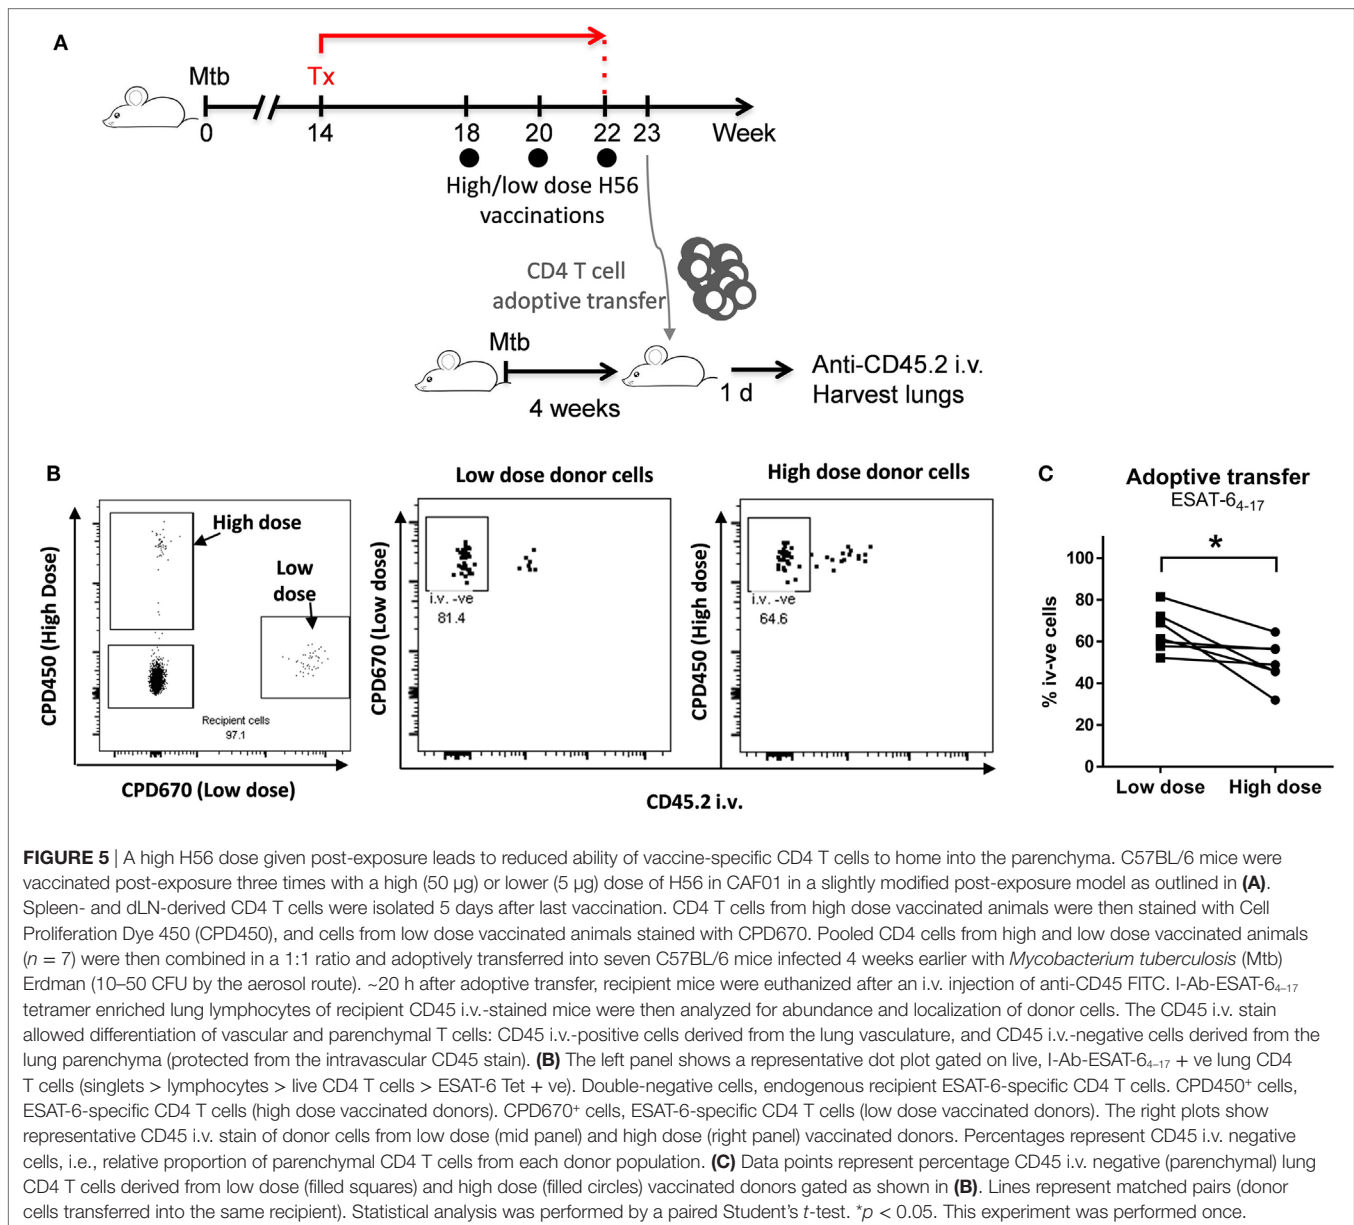 A
Mtb
Tx
0
14
18
20
22
23
Week
High/low dose H56
vaccinations
CD4 T cell
adoptive transfer
Mtb
4 weeks
1 d
Anti-CD45.2 i.v.
Harvest lungs
B
CPD450 (High Dose)
High dose
Low
dose
Recipient cells
97.1
CPD670 (Low dose)
Low dose donor cells
CPD670 (Low dose)
i.v. -ve
81.4
High dose donor cells
CPD450 (High dose)
i.v. -ve
64.6
CD45.2 i.v.
C
Adoptive transfer
ESAT-6₄₋₁₇
*
% iv-ve cells
100
80
60
40
20
0
Low dose
High dose
FIGURE 5 | A high H56 dose given post-exposure leads to reduced ability of vaccine-specific CD4 T cells to home into the parenchyma. C57BL/6 mice were
vaccinated post-exposure three times with a high (50 µg) or lower (5 µg) dose of H56 in CAF01 in a slightly modified post-exposure model as outlined in (A).
Spleen- and dLN-derived CD4 T cells were isolated 5 days after last vaccination. CD4 T cells from high dose vaccinated animals were then stained with Cell
Proliferation Dye 450 (CPD450), and cells from low dose vaccinated animals stained with CPD670. Pooled CD4 cells from high and low dose vaccinated animals
(n = 7) were then combined in a 1:1 ratio and adoptively transferred into seven C57BL/6 mice infected 4 weeks earlier with Mycobacterium tuberculosis (Mtb)
Erdman (10–50 CFU by the aerosol route). ~20 h after adoptive transfer, recipient mice were euthanized after an i.v. injection of anti-CD45 FITC. I-Ab-ESAT-6₄₋₁₇
tetramer enriched lung lymphocytes of recipient CD45 i.v.-stained mice were then analyzed for abundance and localization of donor cells. The CD45 i.v. stain
allowed differentiation of vascular and parenchymal T cells: CD45 i.v.-positive cells derived from the lung vasculature, and CD45 i.v.-negative cells derived from the
lung parenchyma (protected from the intravascular CD45 stain). (B) The left panel shows a representative dot plot gated on live, I-Ab-ESAT-6₄₋₁₇ + ve lung CD4
T cells (singlets > lymphocytes > live CD4 T cells > ESAT-6 Tet + ve). Double-negative cells, endogenous recipient ESAT-6-specific CD4 T cells. CPD450⁺ cells,
ESAT-6-specific CD4 T cells (high dose vaccinated donors). CPD670⁺ cells, ESAT-6-specific CD4 T cells (low dose vaccinated donors). The right plots show
representative CD45 i.v. stain of donor cells from low dose (mid panel) and high dose (right panel) vaccinated donors. Percentages represent CD45 i.v. negative
cells, i.e., relative proportion of parenchymal CD4 T cells from each donor population. (C) Data points represent percentage CD45 i.v. negative (parenchymal) lung
CD4 T cells derived from low dose (filled squares) and high dose (filled circles) vaccinated donors gated as shown in (B). Lines represent matched pairs (donor
cells transferred into the same recipient). Statistical analysis was performed by a paired Student’s t-test. *p < 0.05. This experiment was performed once.